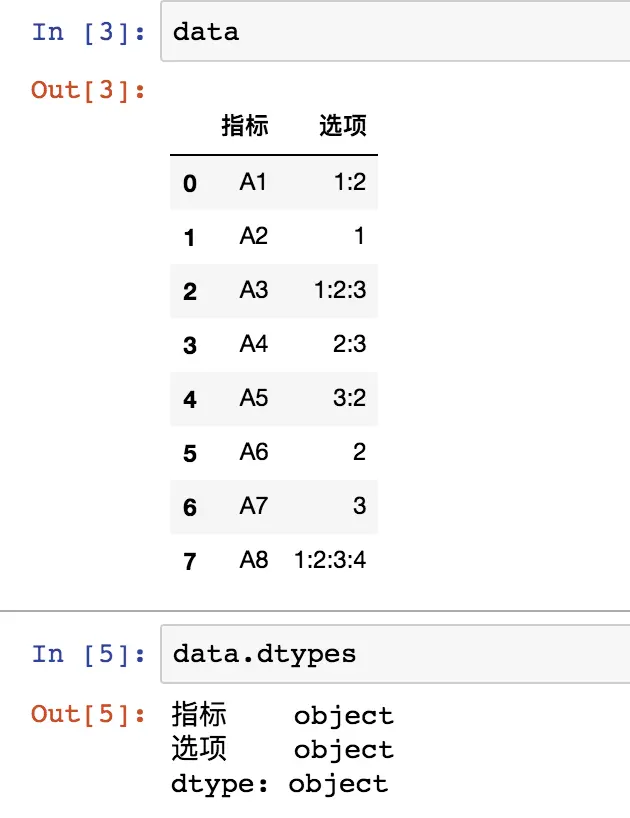 In [3]: data
Out[3]:
指标 选项
0 A1 1:2
1 A2 1
2 A3 1:2:3
3 A4 2:3
4 A5 3:2
5 A6 2
6 A7 3
7 A8 1:2:3:4
In [5]: data.dtypes
Out[5]: 指标 object
选项 object
dtype: object